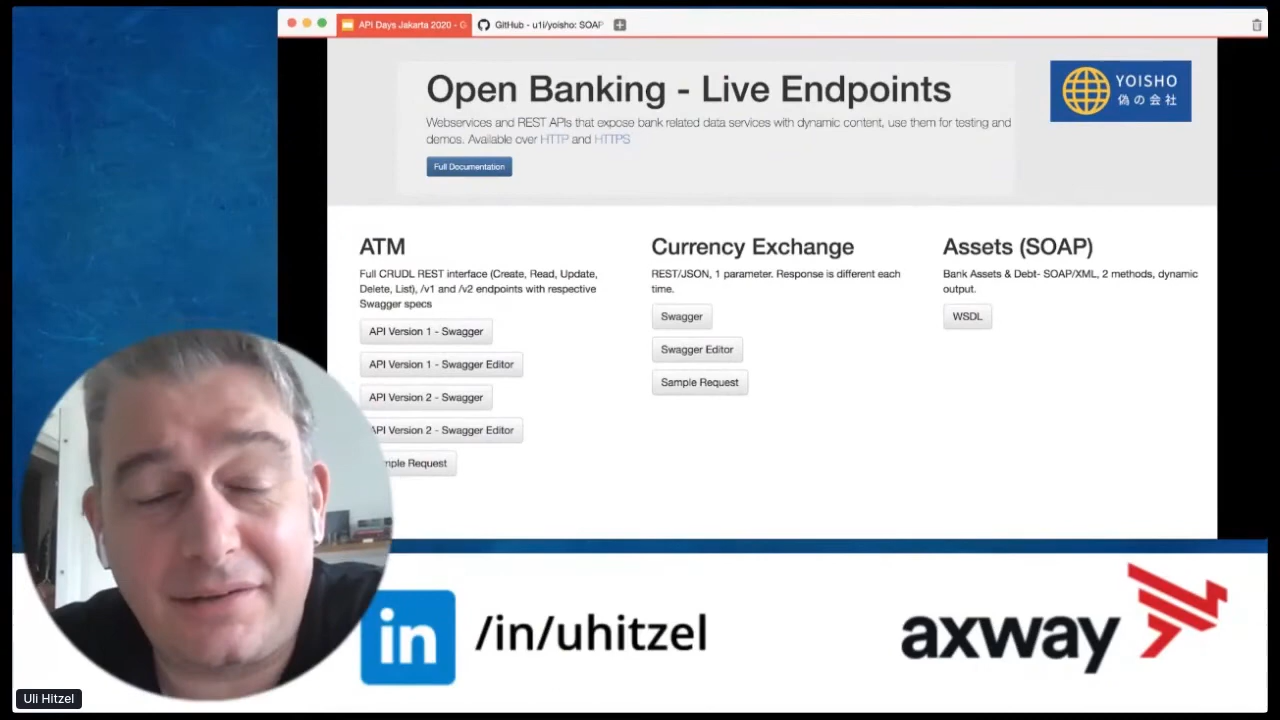 API Days Jakarta 2020 - G
GitHub - u1i/yoisho: SOAP
Open Banking - Live Endpoints
Webservices and REST APIs that expose bank related data services with dynamic content, use them for testing and
demos. Available over HTTP and HTTPS
Full Documentation
YOISHO
偽の会社
ATM
Full CRUDL REST interface (Create, Read, Update,
Delete, List), /v1 and /v2 endpoints with respective
Swagger specs
API Version 1 - Swagger
API Version 1 - Swagger Editor
API Version 2 - Swagger
API Version 2 - Swagger Editor
mple Request
Currency Exchange
REST/JSON, 1 parameter. Response is different each
time.
Swagger
Swagger Editor
Sample Request
Assets (SOAP)
Bank Assets & Debt- SOAP/XML, 2 methods, dynamic
output.
WSDL
in
/in/uhitzel
axway
Uli Hitzel